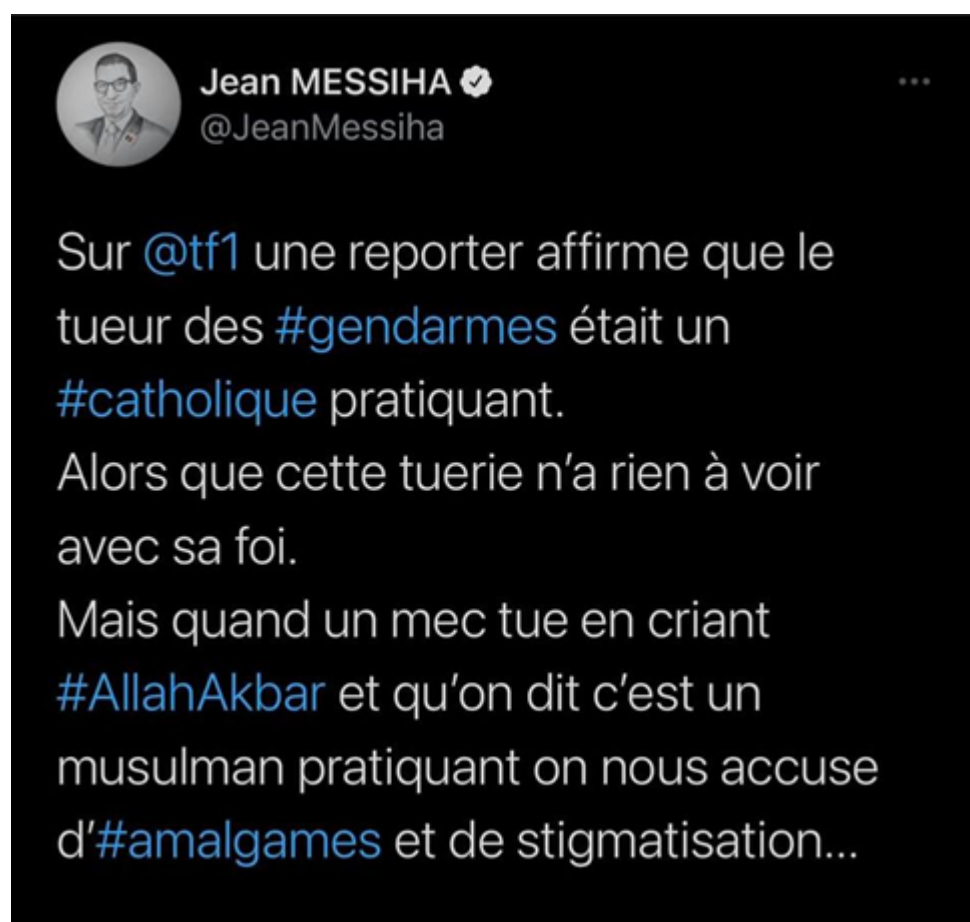 Jean MESSIHA
@JeanMessiha
Sur @tf1 une reporter affirme que le
tueur des #gendarmes était un
#catholique pratiquant.
Alors que cette tuerie n’a rien à voir
avec sa foi.
Mais quand un mec tue en criant
#AllahAkbar et qu’on dit c’est un
musulman pratiquant on nous accuse
d’#amalgames et de stigmatisation...